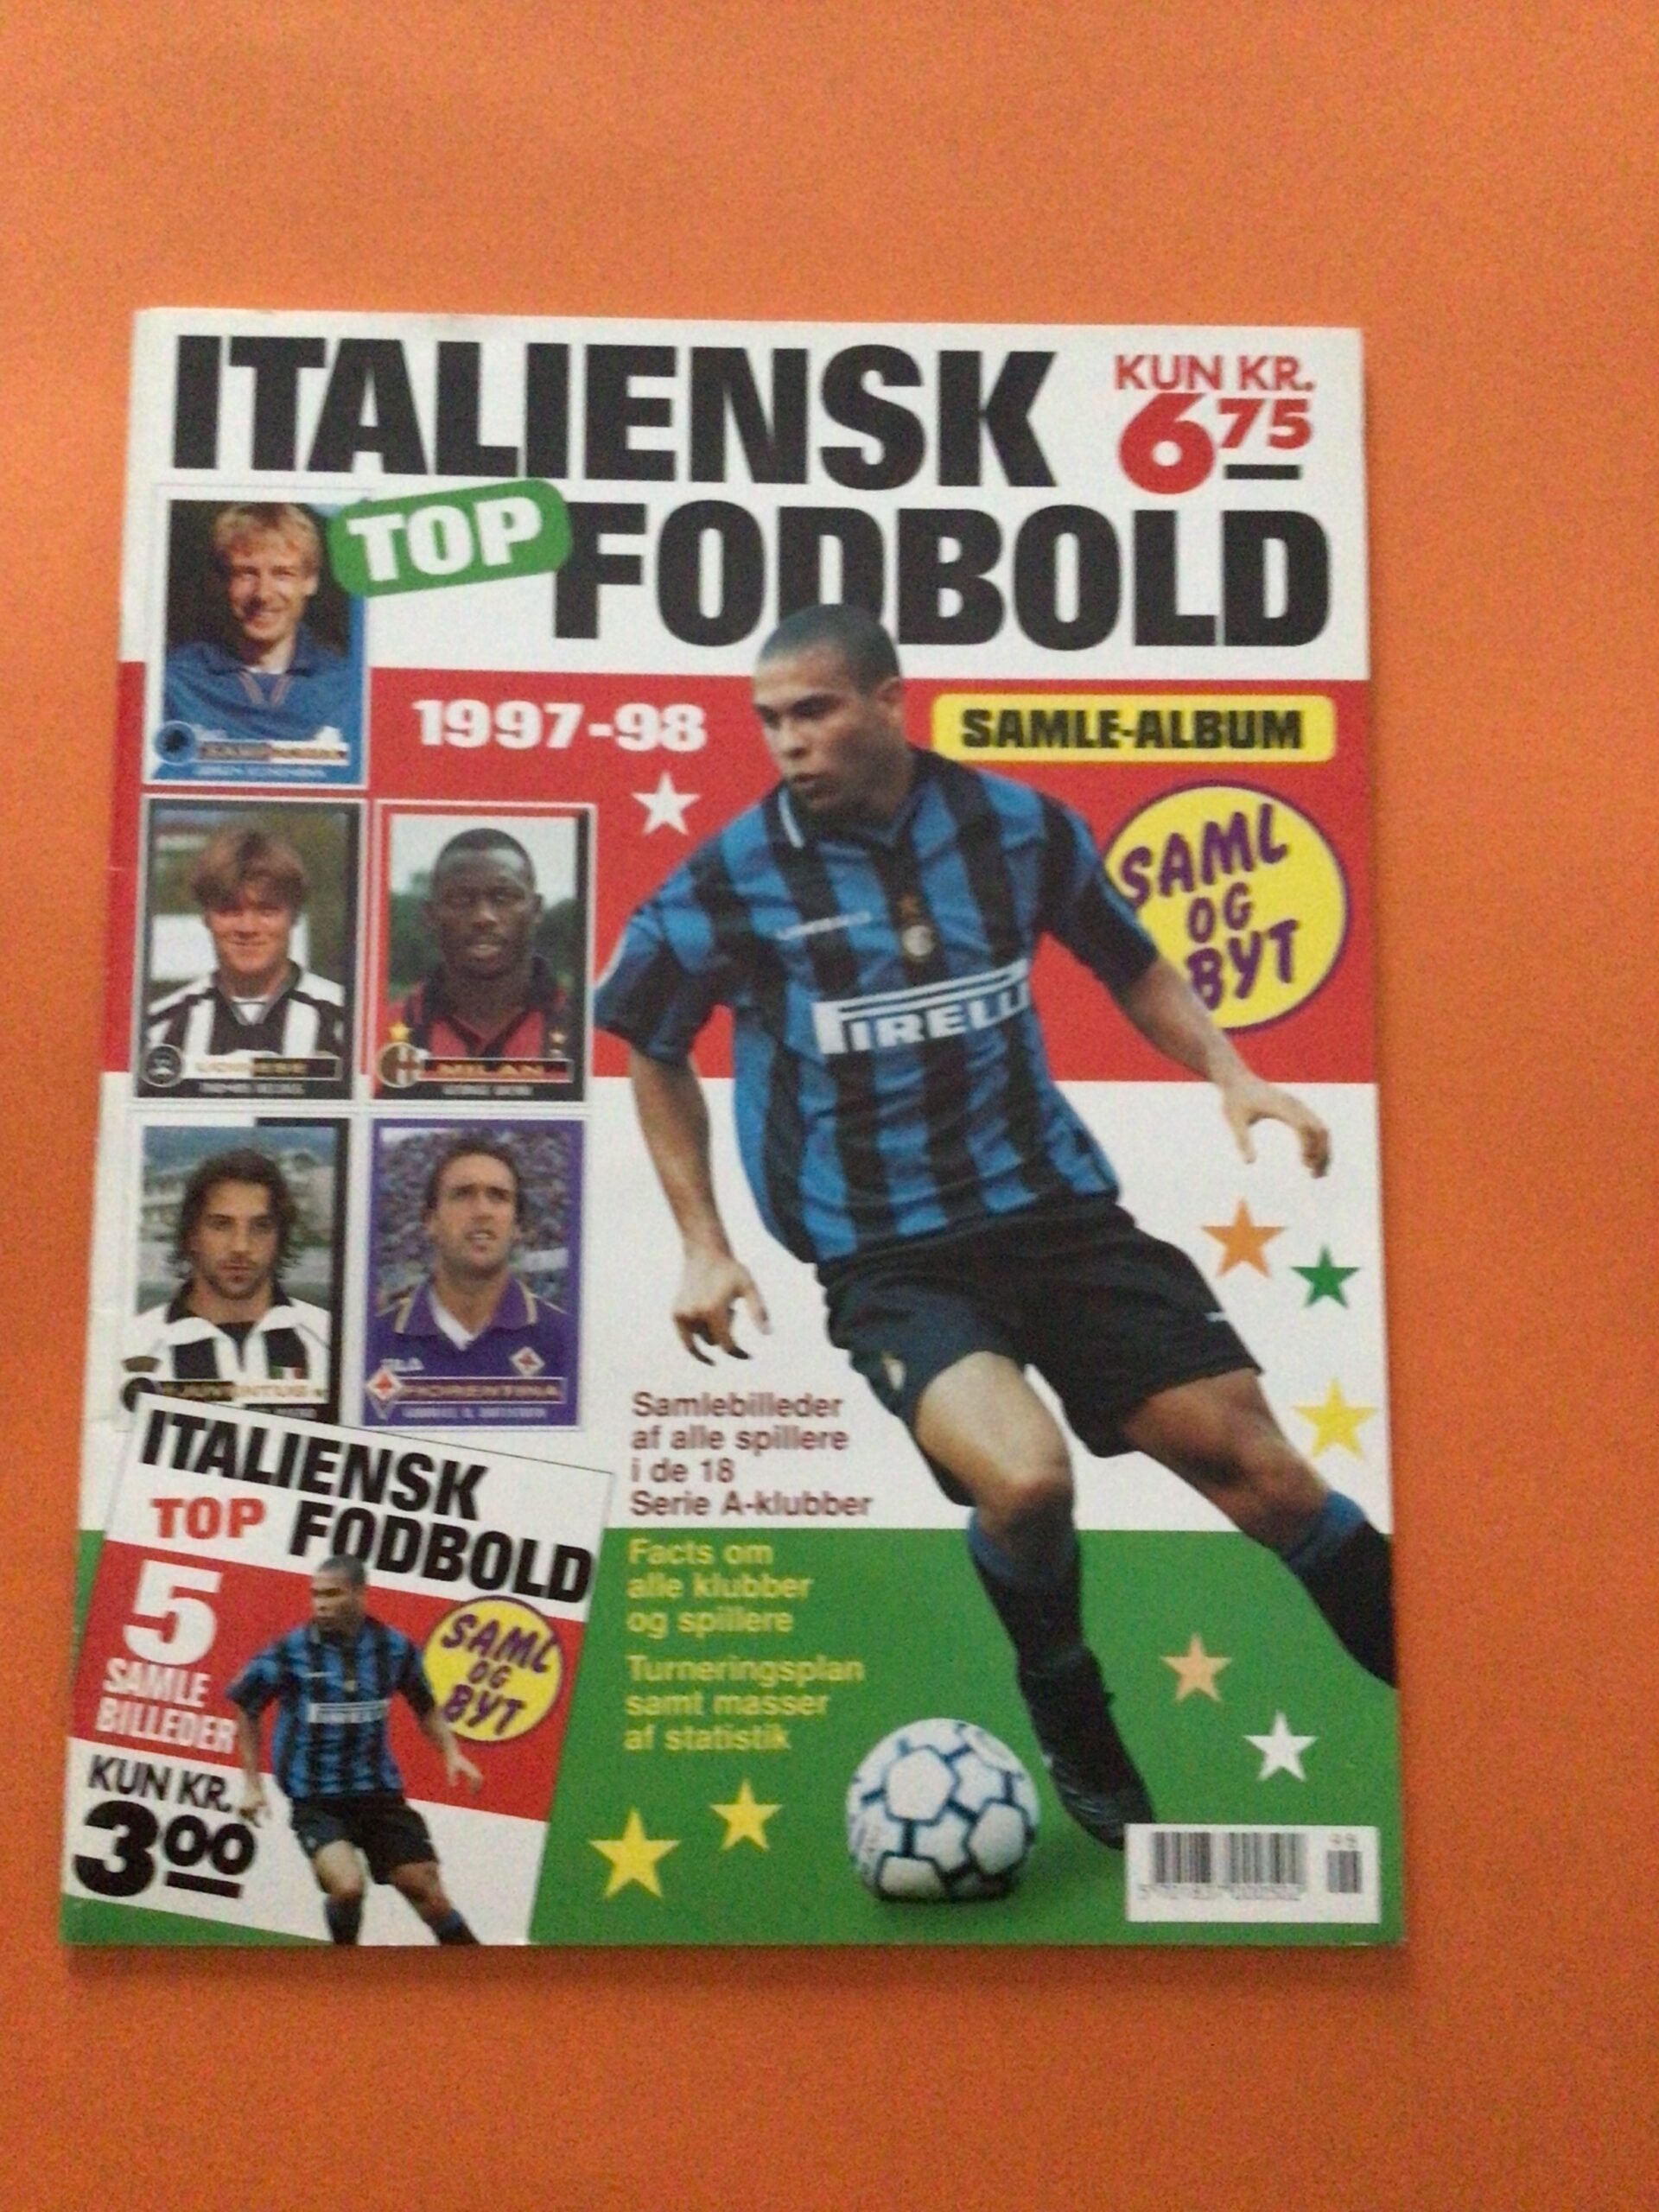 ITALIENSK
KUN KR.
6 75
TOP
FODBOLD
1997-98
SAMLE-ALBUM
SAML
OG
BYT
PIRELLI
MILAN
JUVENTUS
FIORENTINA
Samlebilleder
af alle spillere
i de 18
Serie A-klubber
Facts om
alle klubber
og spillere
Turneringsplan
samt masser
af statistik
ITALIENSK
TOP FODBOLD
5
SAMLE
BILLEDER
SAML
OG
BYT
PIRELLI
KUN KR.
3 00